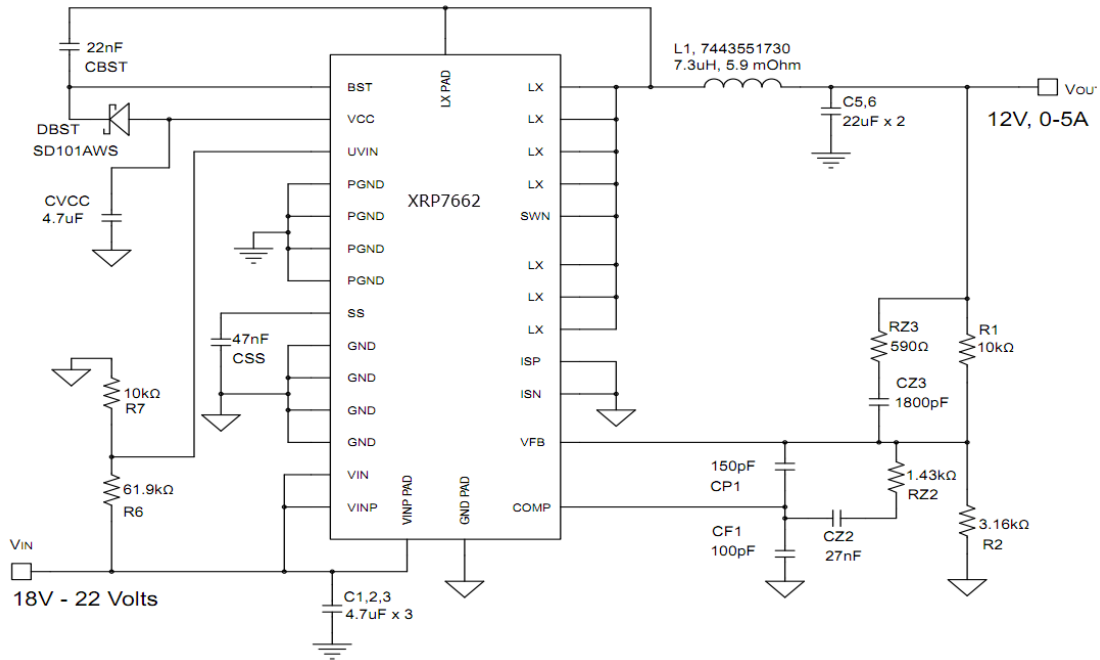 22nF
CBST
DBST
SD101AWS
CVCC
4.7uF
47nF
CSS
10kΩ
R7
61.9kΩ
R6
VIN
18V - 22 Volts
C1,2,3
4.7uF x 3
XRP7662
LX PAD
BST
VCC
UVIN
PGND
PGND
PGND
PGND
SS
GND
GND
GND
GND
VIN
VINP
VINP PAD
GND PAD
LX
LX
LX
LX
SWN
LX
LX
LX
ISP
ISN
VFB
COMP
L1, 7443551730
7.3uH, 5.9 mOhm
C5,6
22uF x 2
VOUT
12V, 0-5A
RZ3
590Ω
CZ3
1800pF
R1
10kΩ
150pF
CP1
CF1
100pF
1.43kΩ
RZ2
CZ2
27nF
3.16kΩ
R2